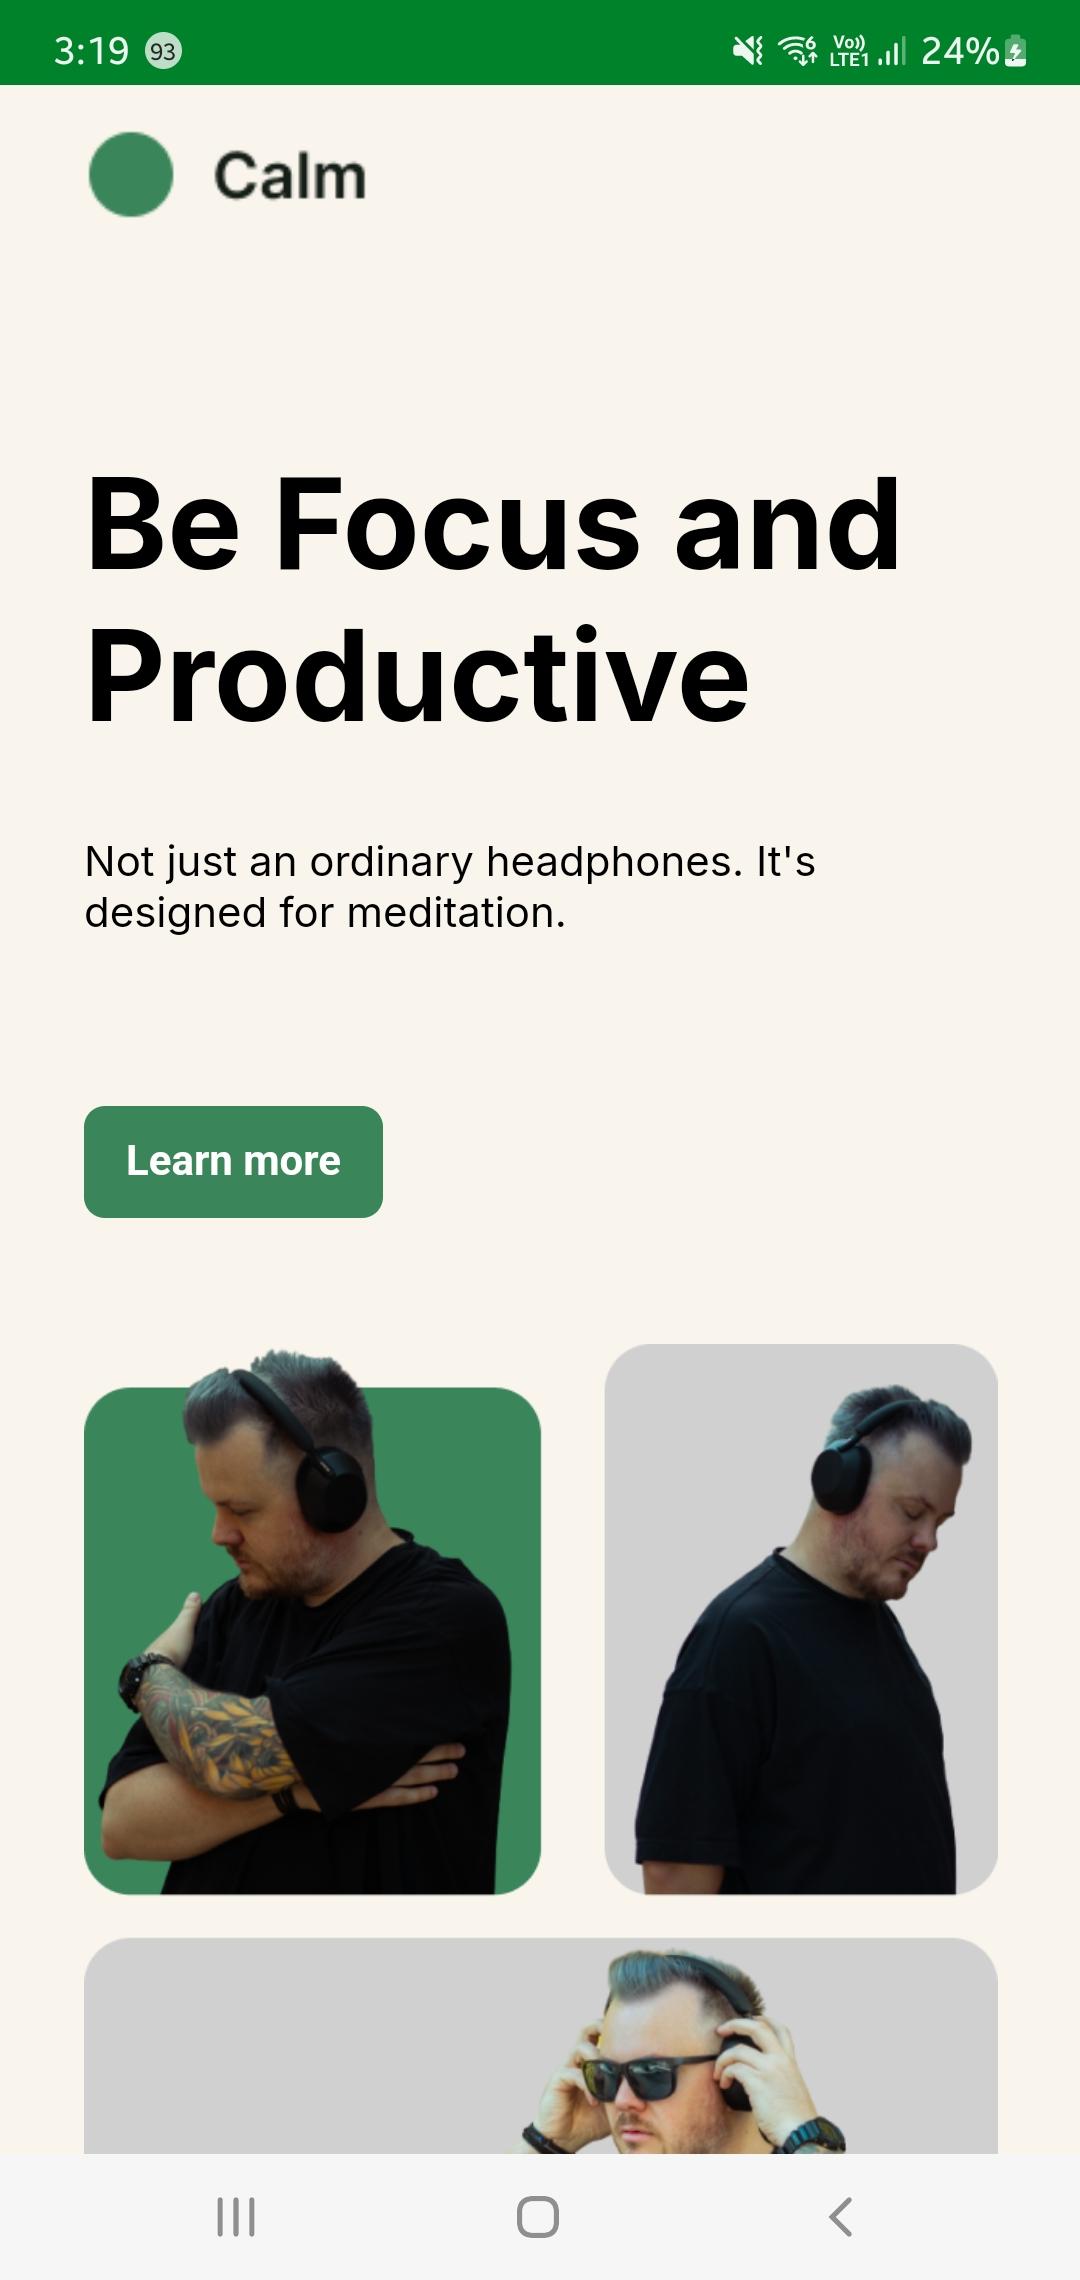 3:19 93 Vo)) LTE1 6 24%
Calm
Be Focus and
Productive
Not just an ordinary headphones. It's
designed for meditation.
Learn more